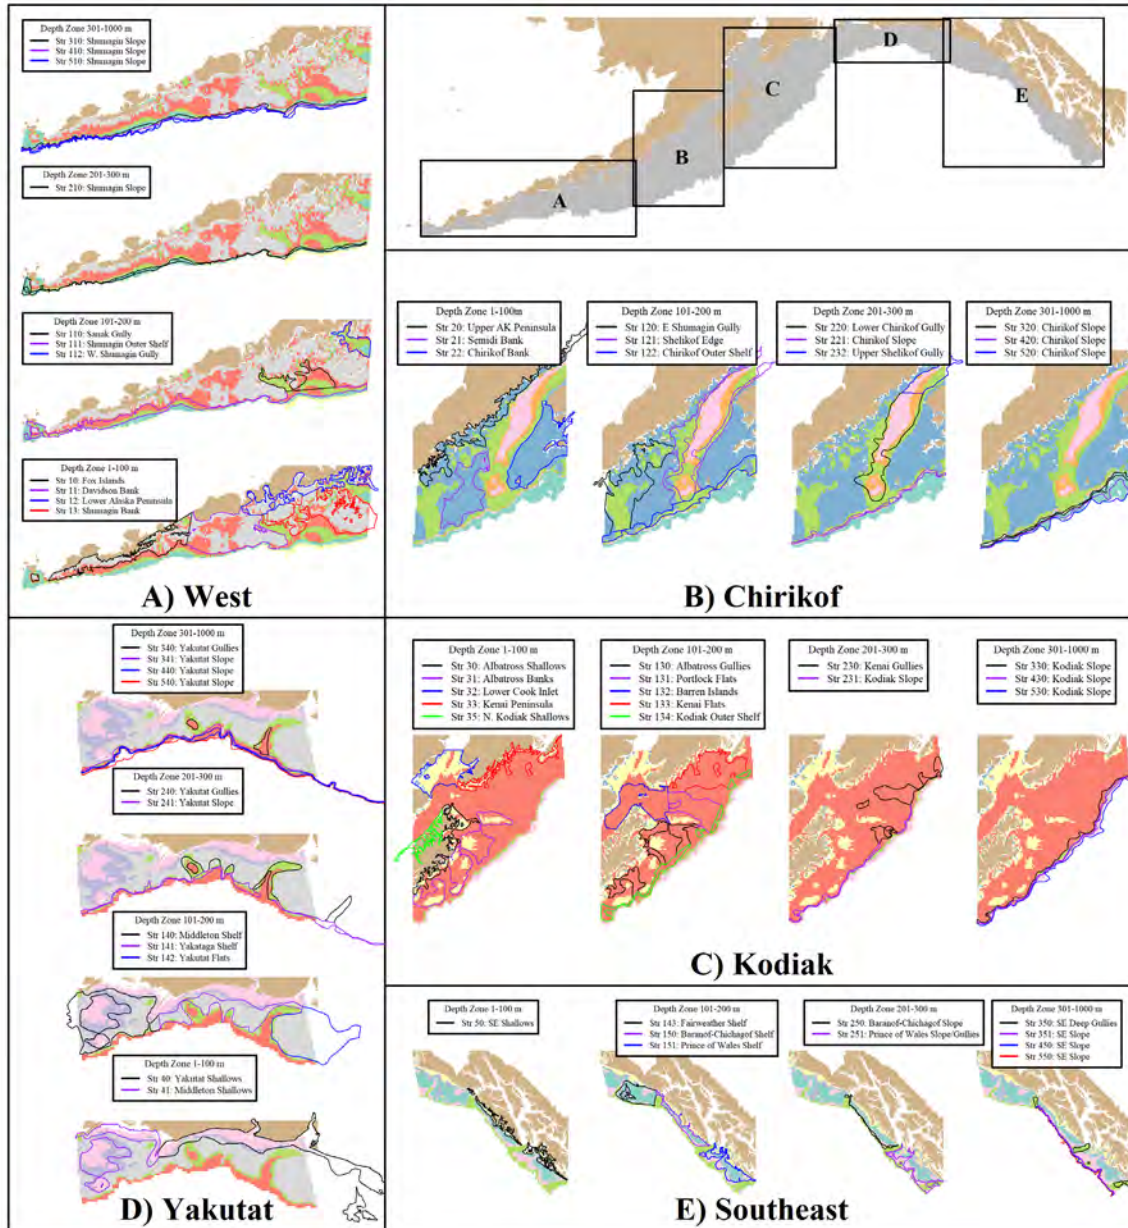 Depth Zone 301-1000 m
Str 310: Shumagin Slope
Str 410: Shumagin Slope
Str 510: Shumagin Slope
Depth Zone 201-300 m
Str 210: Shumagin Slope
Depth Zone 101-200 m
Str 110: Sanak Gully
Str 111: Shumagin Outer Shelf
Str 112: W. Shumagin Gully
Depth Zone 1-100 m
Str 10: Fox Islands
Str 11: Davidson Bank
Str 12: Lower Alaska Peninsula
Str 13: Shumagin Bank
A) West
A
B
C
D
E
Depth Zone 1-100m
Str 20: Upper AK Peninsula
Str 21: Semidi Bank
Str 22: Chirikof Bank
Depth Zone 101-200 m
Str 120: E Shumagin Gully
Str 121: Shelikof Edge
Str 122: Chirikof Outer Shelf
Depth Zone 201-300 m
Str 220: Lower Chirikof Gully
Str 221: Chirikof Slope
Str 232: Upper Shelikof Gully
Depth Zone 301-1000 m
Str 320: Chirikof Slope
Str 420: Chirikof Slope
Str 520: Chirikof Slope
B) Chirikof
Depth Zone 1-100 m
Str 30: Albatross Shallows
Str 31: Albatross Banks
Str 32: Lower Cook Inlet
Str 33: Kenai Peninsula
Str 35: N. Kodiak Shallows
Depth Zone 101-200 m
Str 130: Albatross Gullies
Str 131: Portlock Flats
Str 132: Barren Islands
Str 133: Kenai Flats
Str 134: Kodiak Outer Shelf
Depth Zone 201-300 m
Str 230: Kenai Gullies
Str 231: Kodiak Slope
Depth Zone 301-1000 m
Str 330: Kodiak Slope
Str 430: Kodiak Slope
Str 530: Kodiak Slope
C) Kodiak
Depth Zone 301-1000 m
Str 340: Yakutat Gullies
Str 341: Yakutat Slope
Str 440: Yakutat Slope
Str 540: Yakutat Slope
Depth Zone 201-300 m
Str 240: Yakutat Gullies
Str 241: Yakutat Slope
Depth Zone 101-200 m
Str 140: Middleton Shelf
Str 141: Yakataga Shelf
Str 142: Yakutat Flats
Depth Zone 1-100 m
Str 40: Yakutat Shallows
Str 41: Middleton Shallows
D) Yakutat
Depth Zone 1-100 m
Str 50: SE Shallows
Depth Zone 101-200 m
Str 143: Fairweather Shelf
Str 150: Baranof-Chichagof Shelf
Str 151: Prince of Wales Shelf
Depth Zone 201-300 m
Str 250: Baranof-Chichagof Slope
Str 251: Prince of Wales Slope/Gullies
Depth Zone 301-1000 m
Str 350: SE Deep Gullies
Str 351: SE Slope
Str 450: SE Slope
Str 550: SE Slope
E) Southeast